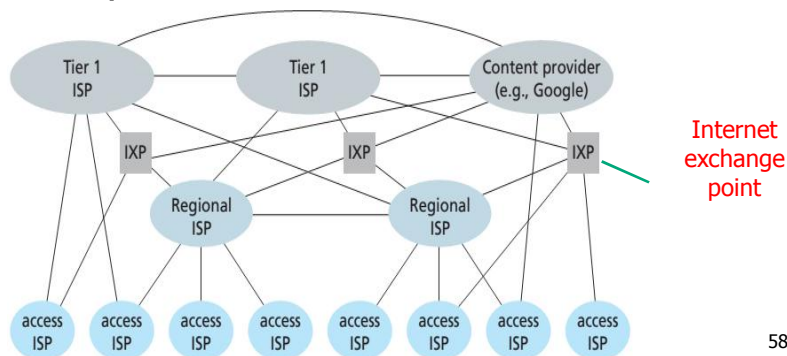 Tier 1
ISP
Tier 1
ISP
Content provider
(e.g., Google)
IXP
IXP
IXP
Internet
exchange
point
Regional
ISP
Regional
ISP
access
ISP
access
ISP
access
ISP
access
ISP
access
ISP
access
ISP
access
ISP
access
ISP
58